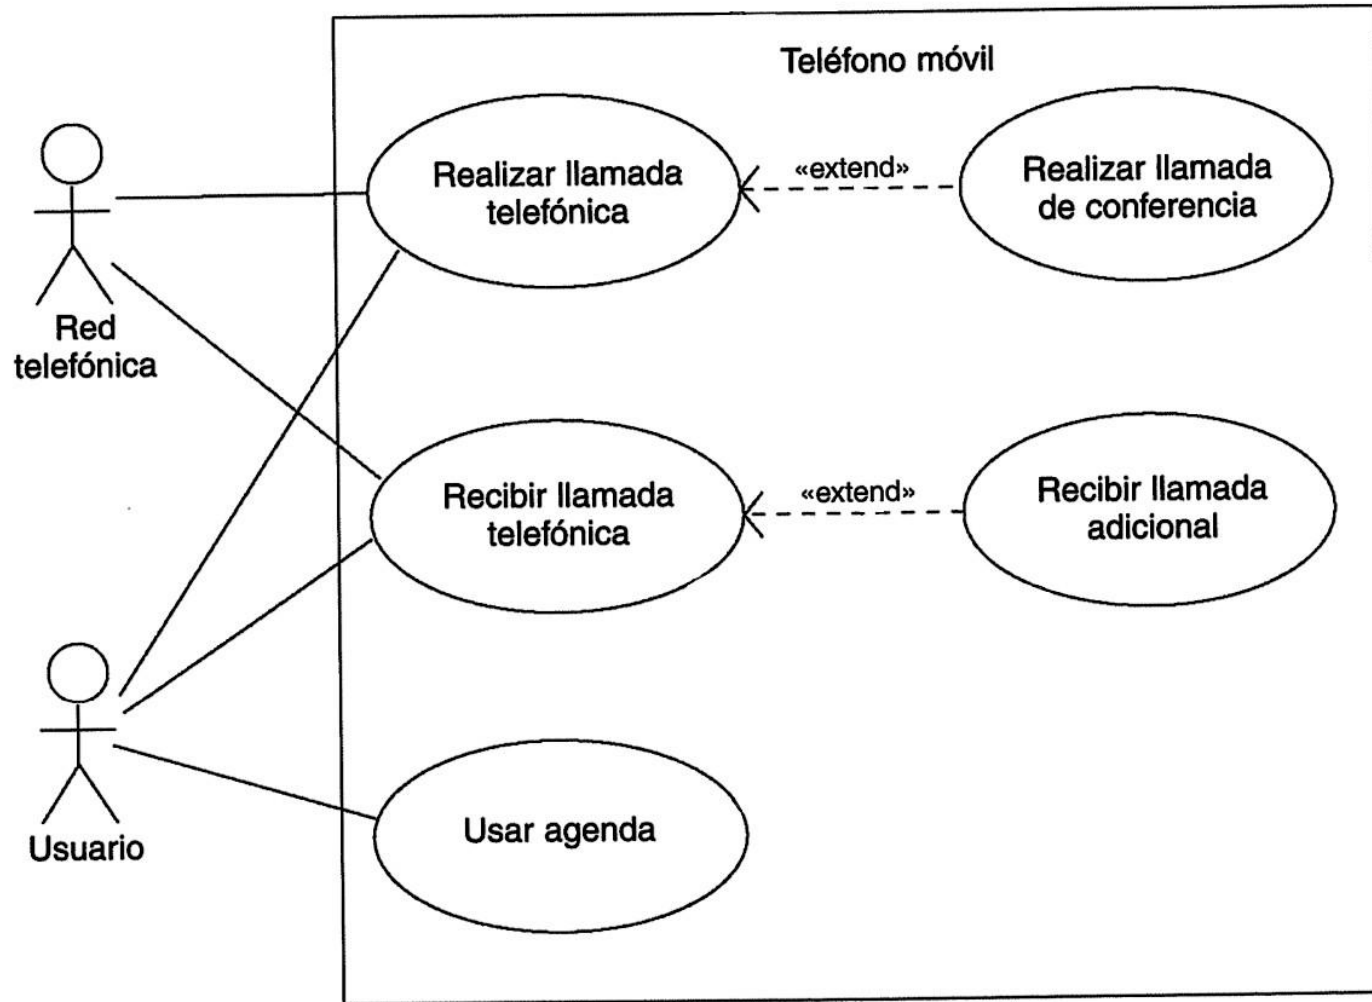 Teléfono móvil
Realizar llamada
telefónica
«extend»
Realizar llamada
de conferencia
Red
telefónica
Recibir llamada
telefónica
«extend»
Recibir llamada
adicional
Usar agenda
Usuario